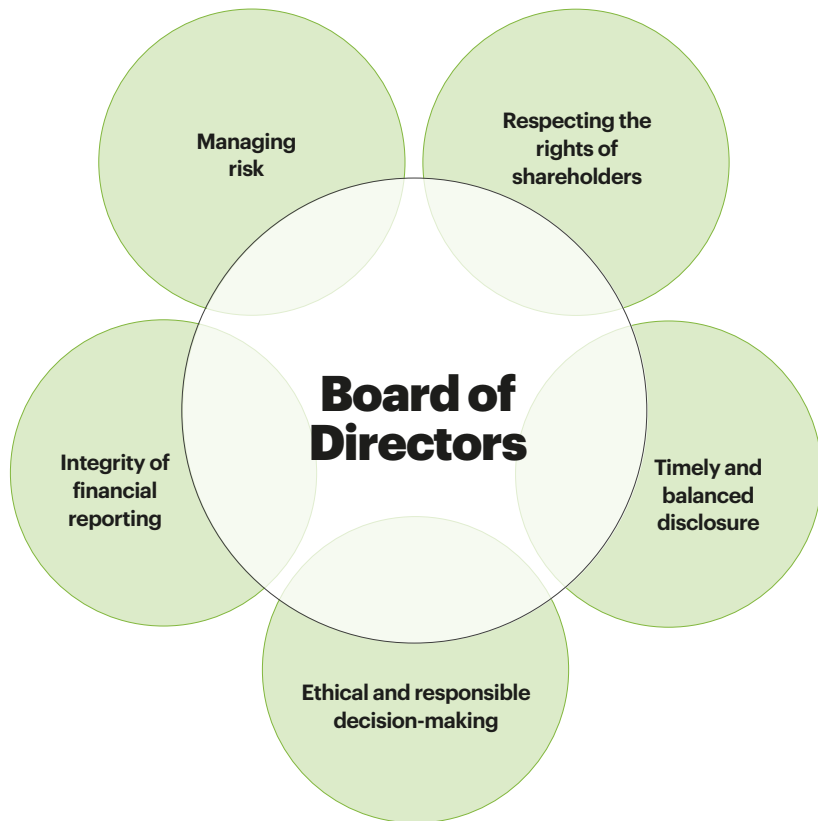 Managing
risk
Respecting the
rights of
shareholders
Board of
Directors
Integrity of
financial
reporting
Timely and
balanced
disclosure
Ethical and responsible
decision-making